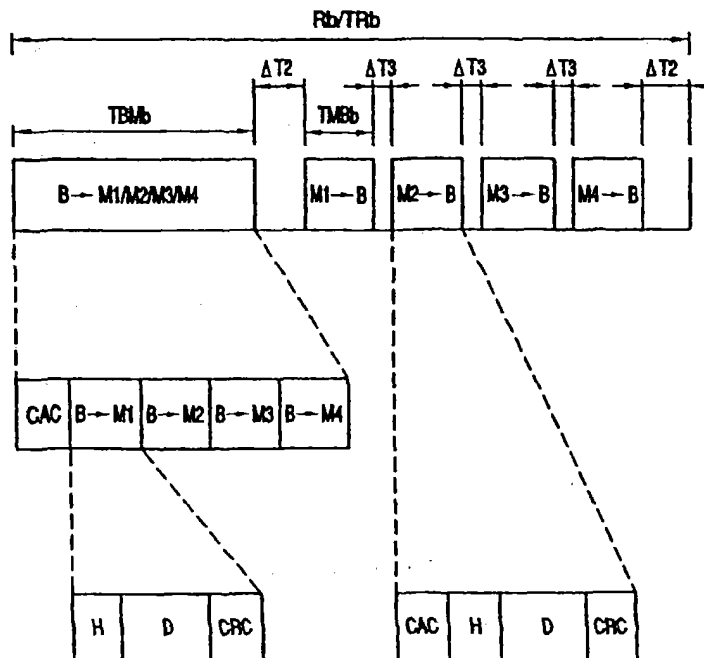 Rb/TRb
ΔT2 ΔT3 ΔT3 ΔT3 ΔT2
TBMb TMBb
B→M1/M2/M3/M4 M1→B M2→B M3→B M4→B
CAC B→M1 B→M2 B→M3 B→M4
H D CRC CAC H D CRC